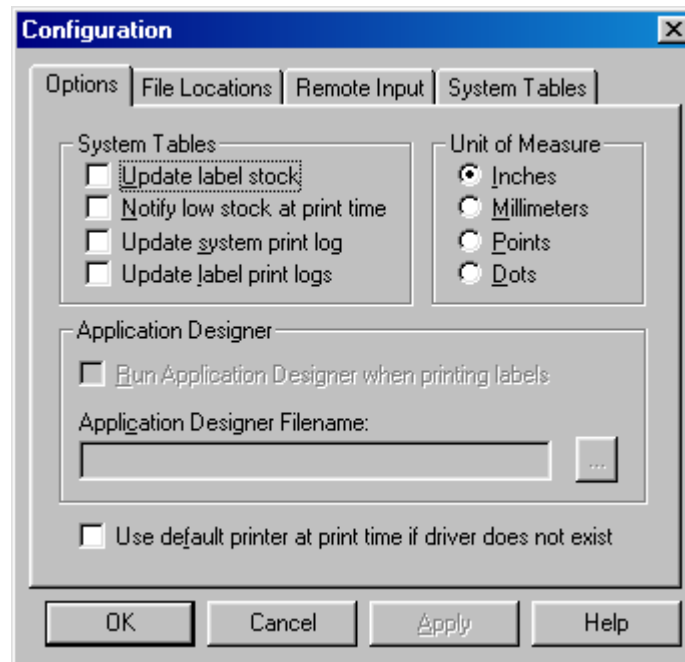 Configuration
Options File Locations Remote Input System Tables
System Tables
Update label stock
Notify low stock at print time
Update system print log
Update label print logs
Unit of Measure
Inches
Millimeters
Points
Dots
Application Designer
Run Application Designer when printing labels
Application Designer Filename:
...
Use default printer at print time if driver does not exist
OK Cancel Apply Help